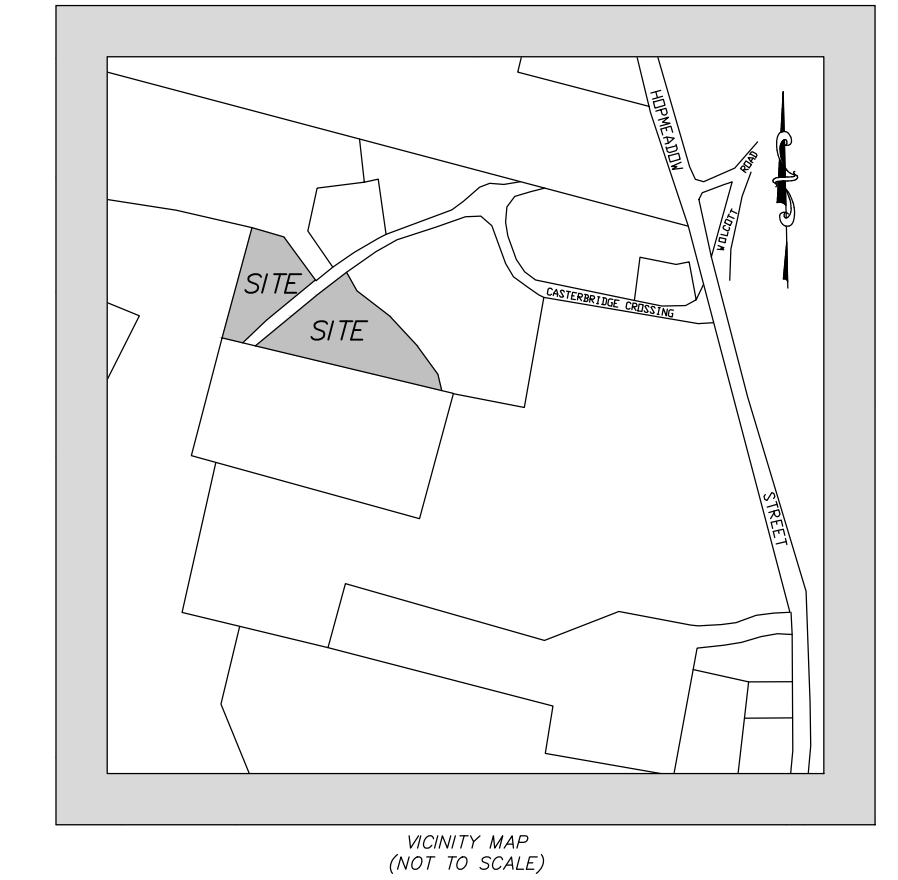 HOPMEADOW
ROAD
WOLCOTT
SITE
CASTERBRIDGE CROSSING
SITE
STREET
VICINITY MAP
(NOT TO SCALE)